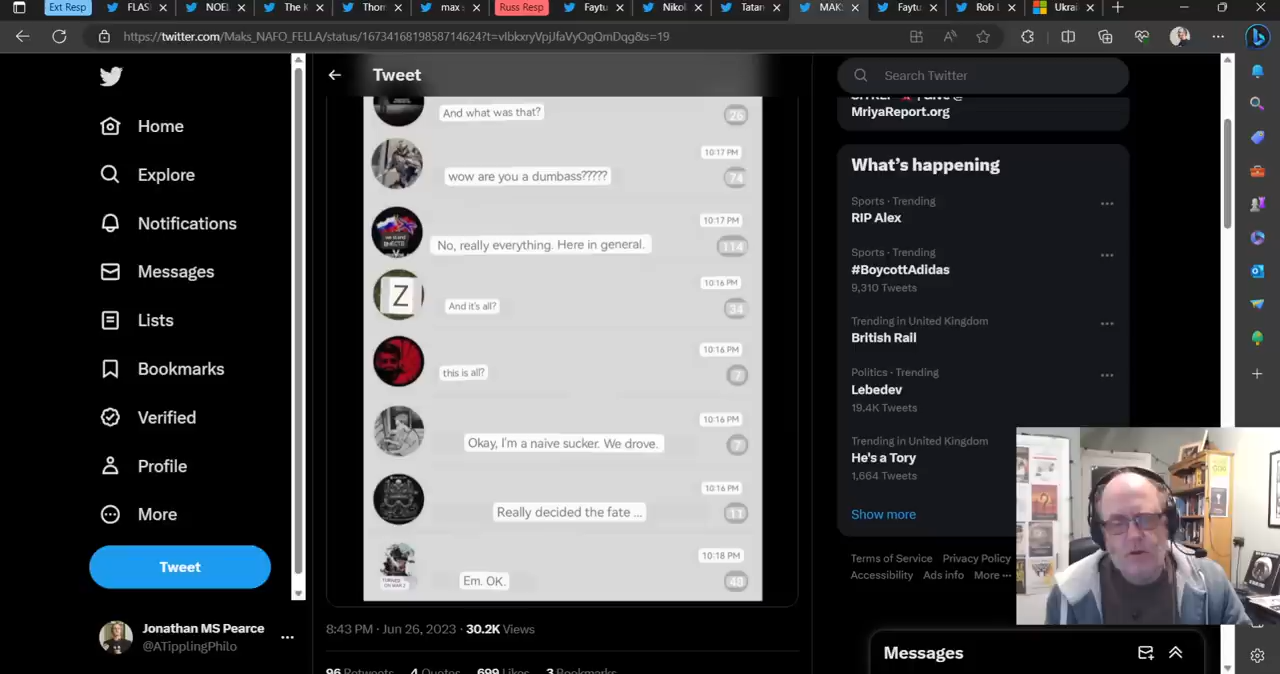 Ext Resp
FLAS
NOEL
The K
Thom
max s
Russ Resp
Faytu
Nikol
Tatar
MAK
Faytu
Rob L
Ukrai
https://twitter.com/Maks_NAFO_FELLA/status/1673416819858714624?t=vlbkxryVpjJfaVyOgQmDqg&s=19
Home
Explore
Notifications
Messages
Lists
Bookmarks
Verified
Profile
More
Tweet
Jonathan MS Pearce
@ATipplingPhilo
Tweet
And what was that?
26
10:17 PM
wow are you a dumbass?????
74
10:17 PM
No, really everything. Here in general.
114
10:16 PM
Z
And it's all?
34
10:16 PM
this is all?
7
10:16 PM
Okay, I'm a naive sucker. We drove.
7
10:16 PM
Really decided the fate ...
11
10:18 PM
Em. OK.
48
8:43 PM · Jun 26, 2023 · 30.2K Views
96 Retweets 4 Quotes 699 Likes 3 Bookmarks
Search Twitter
MriyaReport.org
What's happening
Sports · Trending
RIP Alex
Sports · Trending
#BoycottAdidas
9,310 Tweets
Trending in United Kingdom
British Rail
Politics · Trending
Lebedev
19.4K Tweets
Trending in United Kingdom
He's a Tory
1,664 Tweets
Show more
Terms of Service Privacy Policy
Accessibility Ads info More ···
Messages